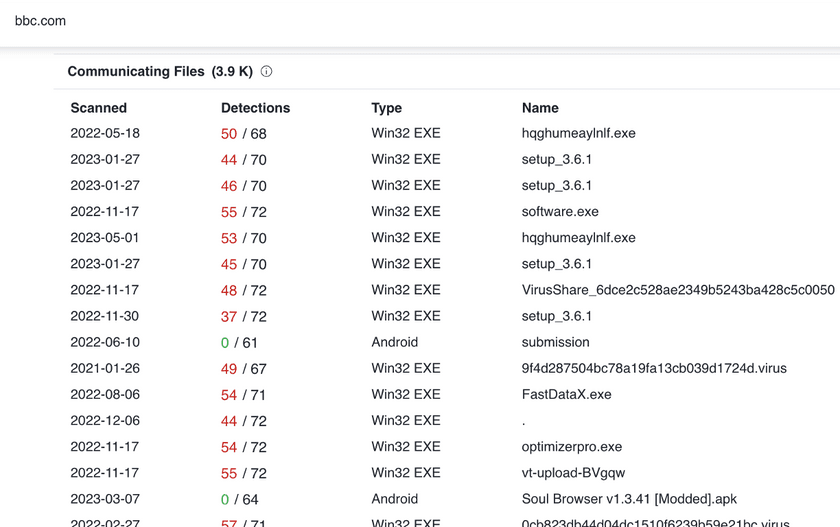 bbc.com
Communicating Files (3.9 K)
Scanned Detections Type Name
2022-05-18 50 / 68 Win32 EXE hqghumeaylnlf.exe
2023-01-27 44 / 70 Win32 EXE setup_3.6.1
2023-01-27 46 / 70 Win32 EXE setup_3.6.1
2022-11-17 55 / 72 Win32 EXE software.exe
2023-05-01 53 / 70 Win32 EXE hqghumeaylnlf.exe
2023-01-27 45 / 70 Win32 EXE setup_3.6.1
2022-11-17 48 / 72 Win32 EXE VirusShare_6dce2c528ae2349b5243ba428c5c0050
2022-11-30 37 / 72 Win32 EXE setup_3.6.1
2022-06-10 0 / 61 Android submission
2021-01-26 49 / 67 Win32 EXE 9f4d287504bc78a19fa13cb039d1724d.virus
2022-08-06 54 / 71 Win32 EXE FastDataX.exe
2022-12-06 44 / 72 Win32 EXE .
2022-11-17 54 / 72 Win32 EXE optimizerpro.exe
2022-11-17 55 / 72 Win32 EXE vt-upload-BVgqw
2023-03-07 0 / 64 Android Soul Browser v1.3.41 [Modded].apk
2022-02-27 57 / 71 Win32 EXE 0cb823db44d04dc1510f6239b59e21bc.virus